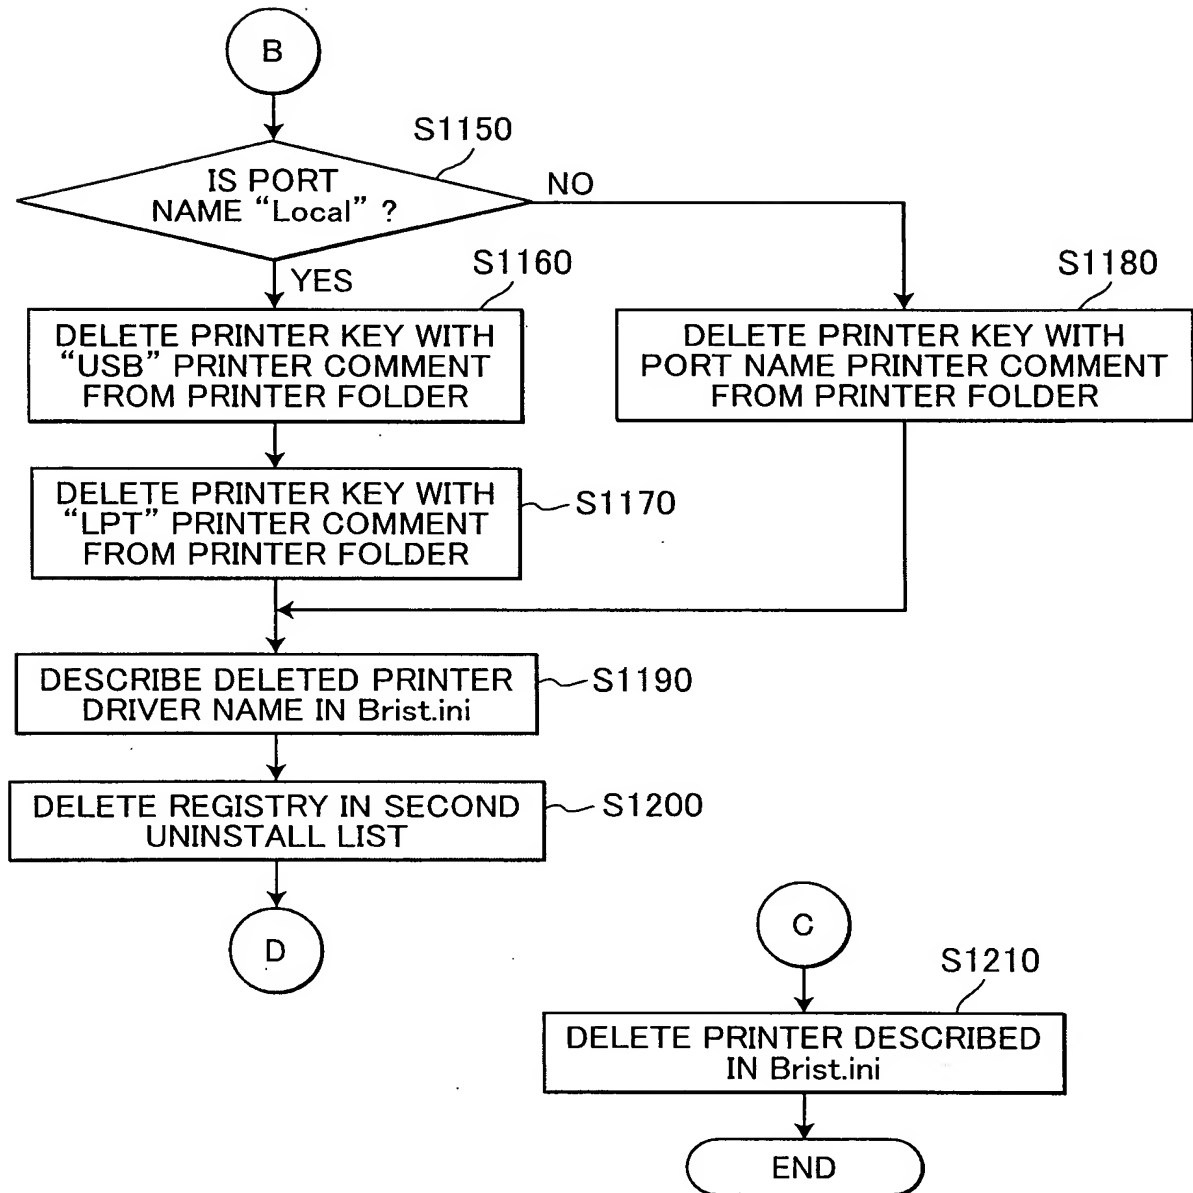 B
S1150
IS PORT
NAME “Local” ?
NO
YES
S1160
DELETE PRINTER KEY WITH
“USB” PRINTER COMMENT
FROM PRINTER FOLDER
S1180
DELETE PRINTER KEY WITH
PORT NAME PRINTER COMMENT
FROM PRINTER FOLDER
DELETE PRINTER KEY WITH
“LPT” PRINTER COMMENT
FROM PRINTER FOLDER
S1170
DESCRIBE DELETED PRINTER
DRIVER NAME IN Brist.ini
S1190
DELETE REGISTRY IN SECOND
UNINSTALL LIST
S1200
D
C
S1210
DELETE PRINTER DESCRIBED
IN Brist.ini
END